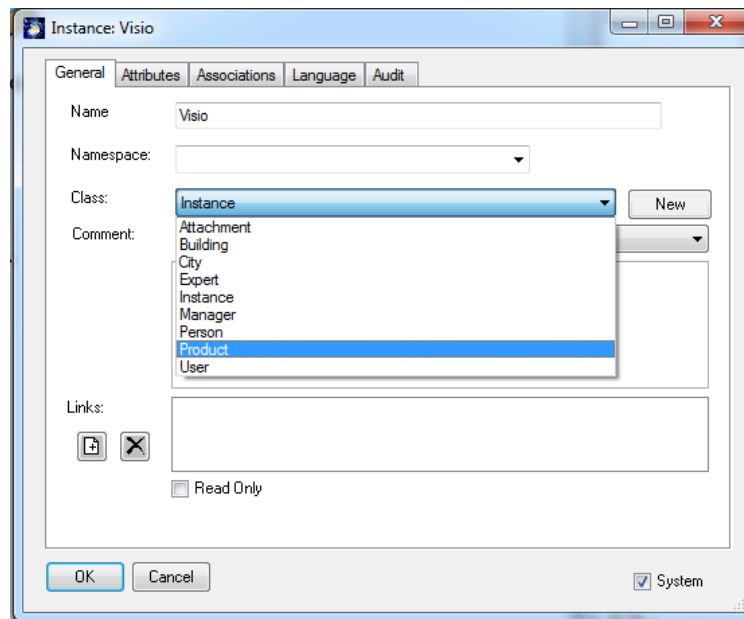 Instance: Visio
General Attributes Associations Language Audit
Name Visio
Namespace:
Class: Instance New
Comment:
Attachment
Building
City
Expert
Instance
Manager
Person
Product
User
Links:
Read Only
OK Cancel System